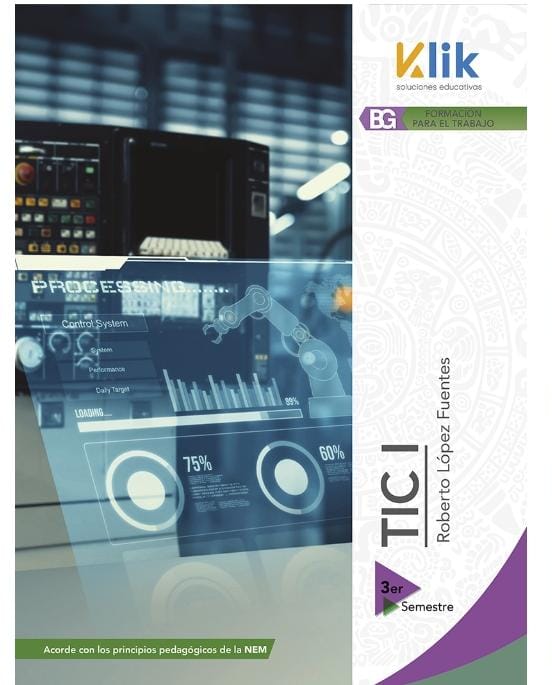 Klik
soluciones educativas
BG
FORMACIÓN
PARA EL TRABAJO
PROCESSING.......
Control System
System
Performance
Daily Target
LOADING....
89%
75%
60%
TIC I
Roberto López Fuentes
3er
Semestre
Acorde con los principios pedagógicos de la NEM